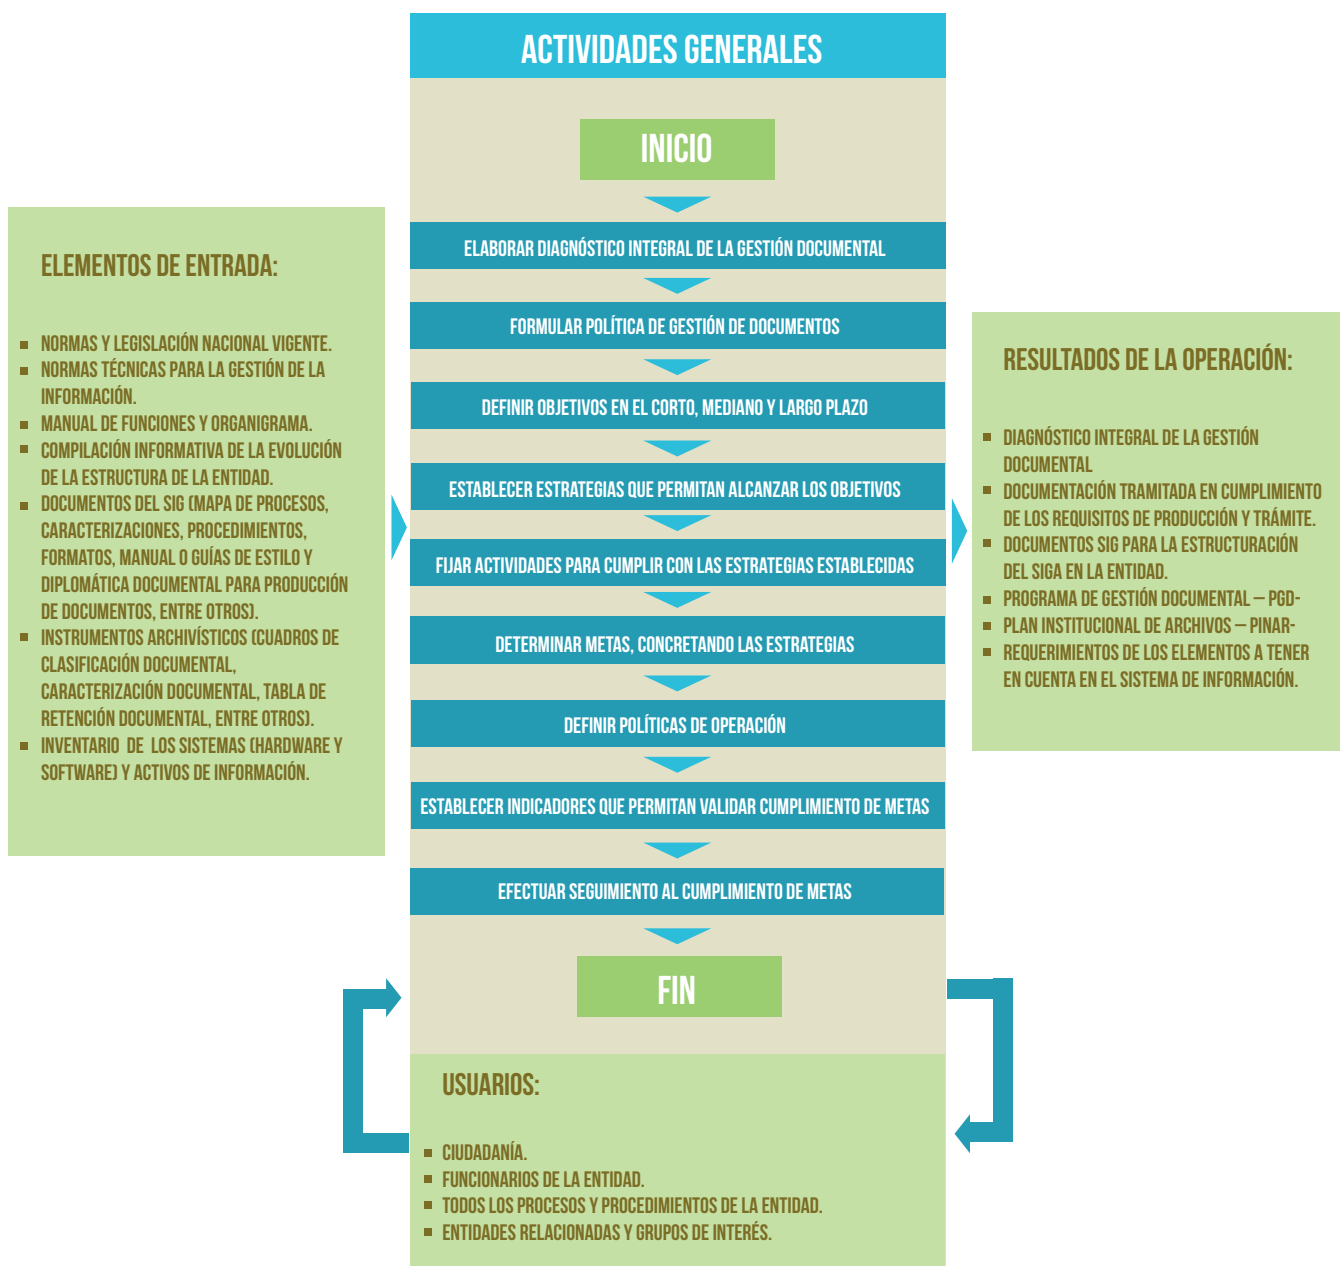 ACTIVIDADES GENERALES
INICIO
ELABORAR DIAGNÓSTICO INTEGRAL DE LA GESTIÓN DOCUMENTAL
FORMULAR POLÍTICA DE GESTIÓN DE DOCUMENTOS
DEFINIR OBJETIVOS EN EL CORTO, MEDIANO Y LARGO PLAZO
ESTABLECER ESTRATEGIAS QUE PERMITAN ALCANZAR LOS OBJETIVOS
FIJAR ACTIVIDADES PARA CUMPLIR CON LAS ESTRATEGIAS ESTABLECIDAS
DETERMINAR METAS, CONCRETANDO LAS ESTRATEGIAS
DEFINIR POLÍTICAS DE OPERACIÓN
ESTABLECER INDICADORES QUE PERMITAN VALIDAR CUMPLIMIENTO DE METAS
EFECTUAR SEGUIMIENTO AL CUMPLIMIENTO DE METAS
FIN
ELEMENTOS DE ENTRADA:
NORMAS Y LEGISLACIÓN NACIONAL VIGENTE.
NORMAS TÉCNICAS PARA LA GESTIÓN DE LA
INFORMACIÓN.
MANUAL DE FUNCIONES Y ORGANIGRAMA.
COMPILACIÓN INFORMATIVA DE LA EVOLUCIÓN
DE LA ESTRUCTURA DE LA ENTIDAD.
DOCUMENTOS DEL SIG (MAPA DE PROCESOS,
CARACTERIZACIONES, PROCEDIMIENTOS,
FORMATOS, MANUAL O GUÍAS DE ESTILO Y
DIPLOMÁTICA DOCUMENTAL PARA PRODUCCIÓN
DE DOCUMENTOS, ENTRE OTROS).
INSTRUMENTOS ARCHIVÍSTICOS (CUADROS DE
CLASIFICACIÓN DOCUMENTAL,
CARACTERIZACIÓN DOCUMENTAL, TABLA DE
RETENCIÓN DOCUMENTAL, ENTRE OTROS).
INVENTARIO DE LOS SISTEMAS (HARDWARE Y
SOFTWARE) Y ACTIVOS DE INFORMACIÓN.
RESULTADOS DE LA OPERACIÓN:
DIAGNÓSTICO INTEGRAL DE LA GESTIÓN
DOCUMENTAL
DOCUMENTACIÓN TRAMITADA EN CUMPLIMIENTO
DE LOS REQUISITOS DE PRODUCCIÓN Y TRÁMITE.
DOCUMENTOS SIG PARA LA ESTRUCTURACIÓN
DEL SIGA EN LA ENTIDAD.
PROGRAMA DE GESTIÓN DOCUMENTAL – PGD-
PLAN INSTITUCIONAL DE ARCHIVOS – PINAR-
REQUERIMIENTOS DE LOS ELEMENTOS A TENER
EN CUENTA EN EL SISTEMA DE INFORMACIÓN.
USUARIOS:
CIUDADANÍA.
FUNCIONARIOS DE LA ENTIDAD.
TODOS LOS PROCESOS Y PROCEDIMIENTOS DE LA ENTIDAD.
ENTIDADES RELACIONADAS Y GRUPOS DE INTERÉS.